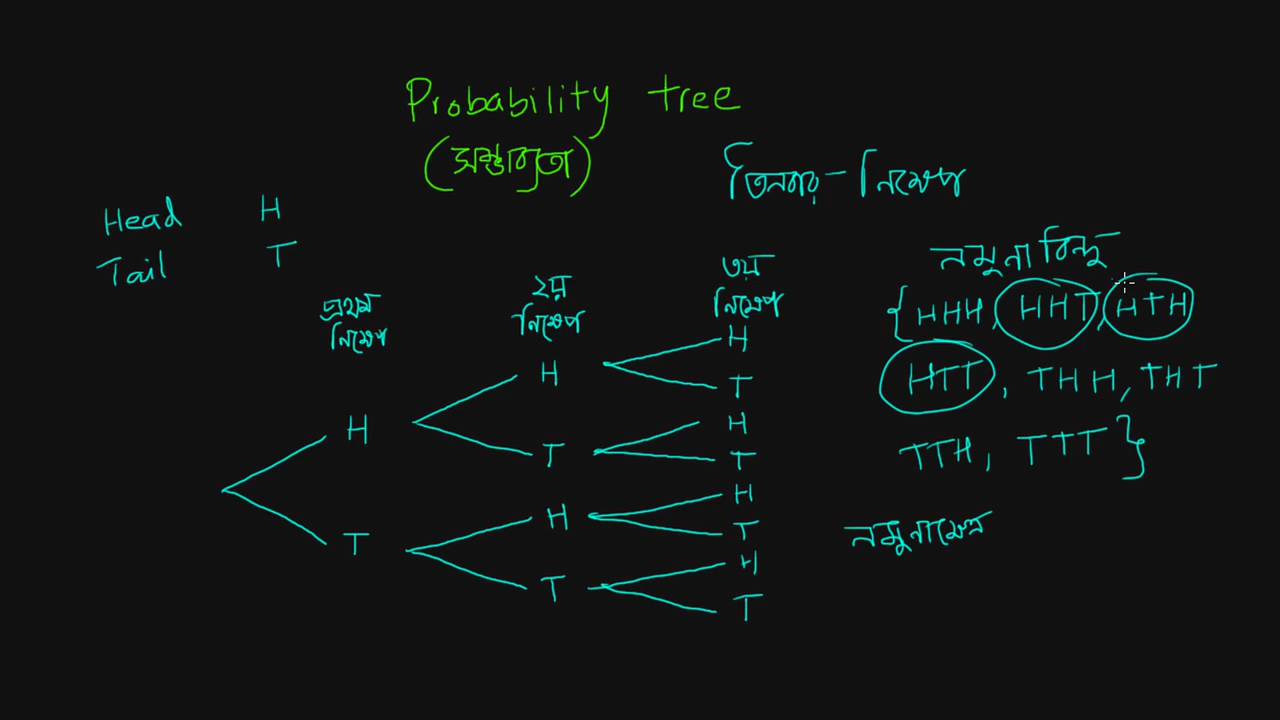 Probability tree
(সম্ভাব্যতা)
তিনবার - নিক্ষেপ
Head H
Tail T
প্রথম
নিক্ষেপ
২য়
নিক্ষেপ
৩য়
নিক্ষেপ
H
T
H
T
H
T
H
T
H
T
H
T
H
T
নমুনা বিন্দু
{HHH, HHT, HTH
HTT, THH, THT
TTH, TTT}
নমুনাক্ষেত্র